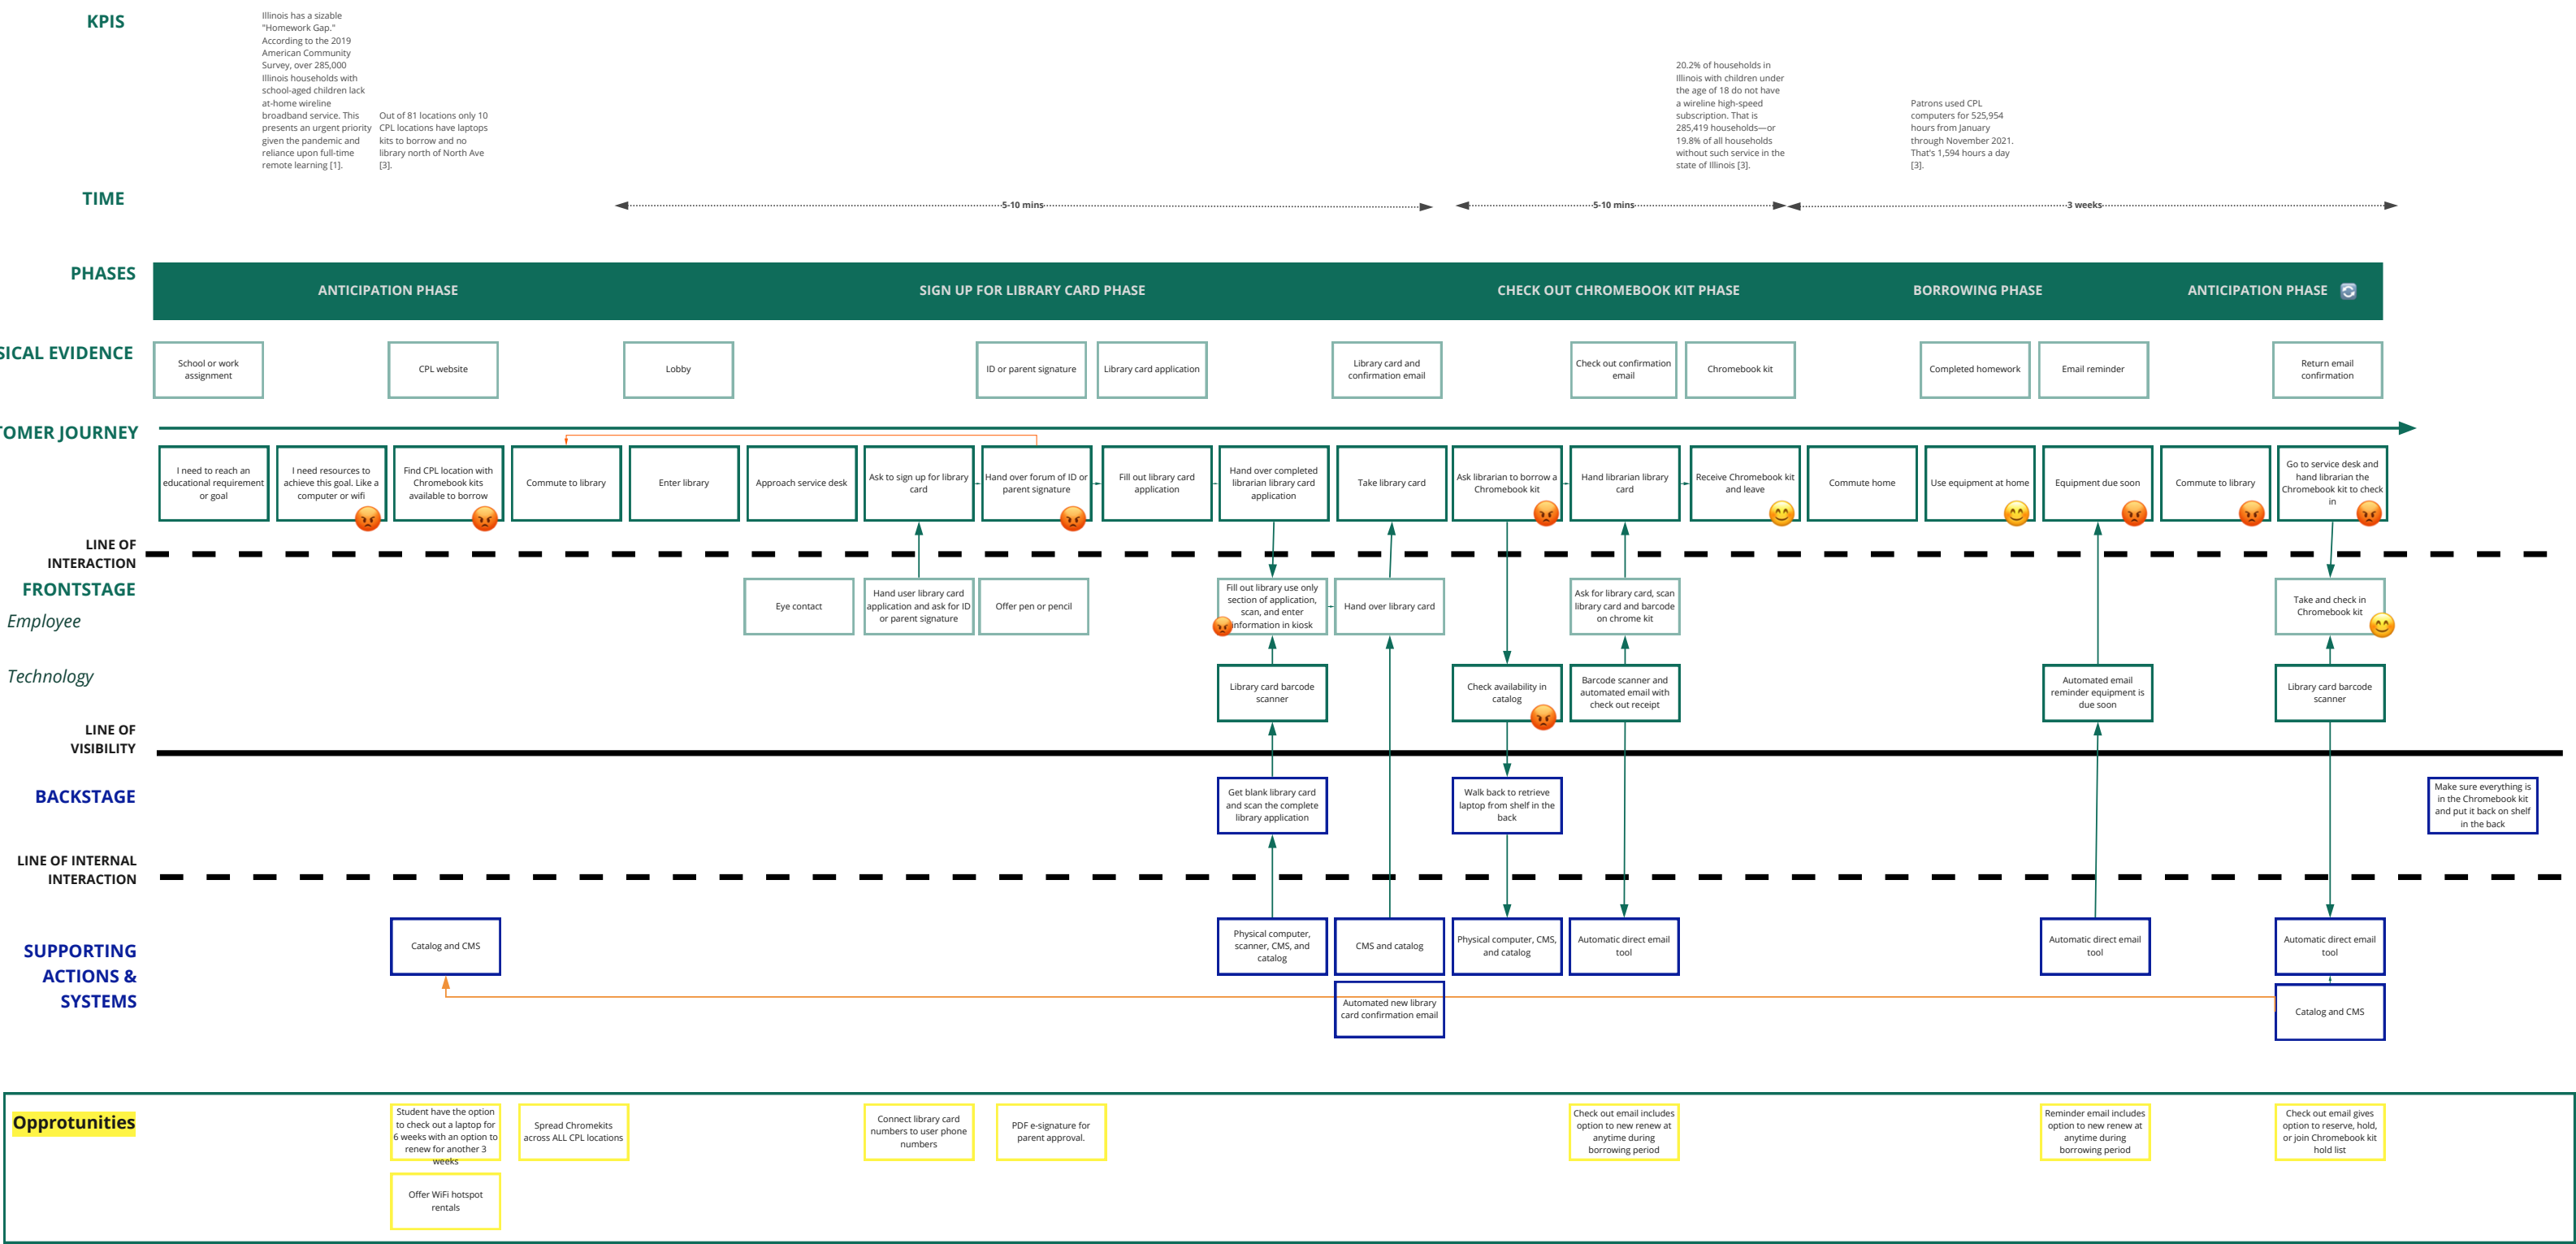 KPIS
Illinois has a sizable
"Homework Gap."
According to the 2019
American Community
Survey, over 285,000
Illinois households with
school-aged children lack
at-home wireline
broadband service. This
presents an urgent priority
given the pandemic and
reliance upon full-time
remote learning [1].
Out of 81 locations only 10
CPL locations have laptops
kits to borrow and no
library north of North Ave
[3].
20.2% of households in
Illinois with children under
the age of 18 do not have
a wireline high-speed
subscription. That is
285,419 households—or
19.8% of all households
without such service in the
state of Illinois [3].
Patrons used CPL
computers for 525,954
hours from January
through November 2021.
That's 1,594 hours a day
[3].
TIME
5-10 mins
5-10 mins
3 weeks
PHASES
ANTICIPATION PHASE
SIGN UP FOR LIBRARY CARD PHASE
CHECK OUT CHROMEBOOK KIT PHASE
BORROWING PHASE
ANTICIPATION PHASE
SICAL EVIDENCE
School or work
assignment
CPL website
Lobby
ID or parent signature
Library card application
Library card and
confirmation email
Check out confirmation
email
Chromebook kit
Completed homework
Email reminder
Return email
confirmation
TOMER JOURNEY
I need to reach an
educational requirement
or goal
I need resources to
achieve this goal. Like a
computer or wifi
Find CPL location with
Chromebook kits
available to borrow
Commute to library
Enter library
Approach service desk
Ask to sign up for library
card
Hand over forum of ID or
parent signature
Fill out library card
application
Hand over completed
librarian library card
application
Take library card
Ask librarian to borrow a
Chromebook kit
Hand librarian library
card
Receive Chromebook kit
and leave
Commute home
Use equipment at home
Equipment due soon
Commute to library
Go to service desk and
hand librarian the
Chromebook kit to check
in
LINE OF
INTERACTION
FRONTSTAGE
Employee
Eye contact
Hand user library card
application and ask for ID
or parent signature
Offer pen or pencil
Fill out library use only
section of application,
scan, and enter
information in kiosk
Hand over library card
Ask for library card, scan
library card and barcode
on chrome kit
Take and check in
Chromebook kit
Technology
Library card barcode
scanner
Check availability in
catalog
Barcode scanner and
automated email with
check out receipt
Automated email
reminder equipment is
due soon
Library card barcode
scanner
LINE OF
VISIBILITY
BACKSTAGE
Get blank library card
and scan the complete
library application
Walk back to retrieve
laptop from shelf in the
back
Make sure everything is
in the Chromebook kit
and put it back on shelf
in the back
LINE OF INTERNAL
INTERACTION
SUPPORTING
ACTIONS &
SYSTEMS
Catalog and CMS
Physical computer,
scanner, CMS, and
catalog
CMS and catalog
Physical computer, CMS,
and catalog
Automatic direct email
tool
Automatic direct email
tool
Automatic direct email
tool
Automated new library
card confirmation email
Catalog and CMS
Opprotunities
Student have the option
to check out a laptop for
6 weeks with an option to
renew for another 3
weeks
Spread Chromekits
across ALL CPL locations
Connect library card
numbers to user phone
numbers
PDF e-signature for
parent approval.
Check out email includes
option to new renew at
anytime during
borrowing period
Reminder email includes
option to new renew at
anytime during
borrowing period
Check out email gives
option to reserve, hold,
or join Chromebook kit
hold list
Offer WiFi hotspot
rentals